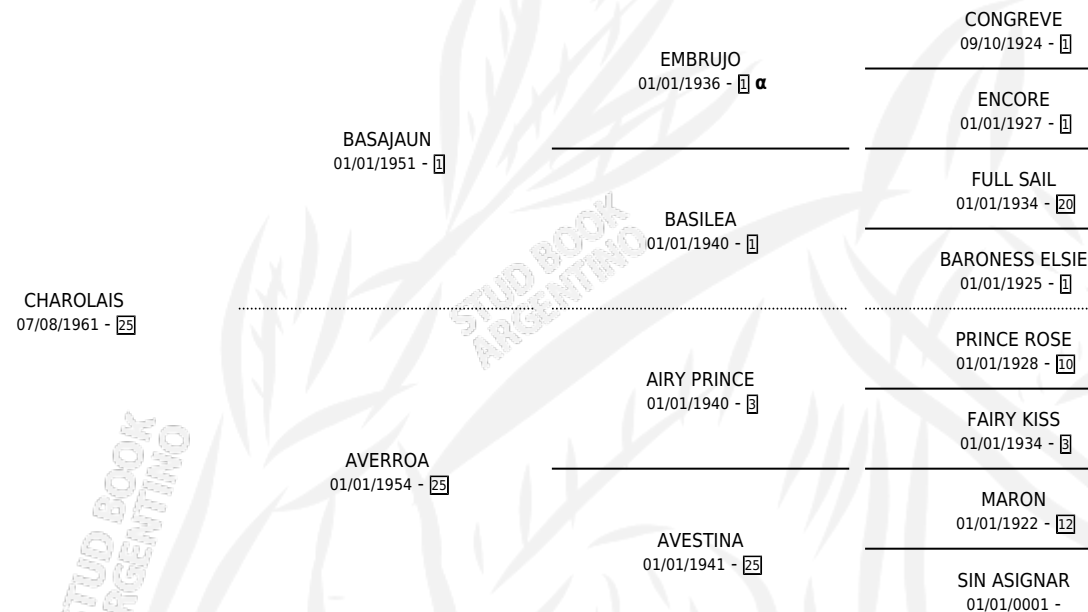 CONGREVE
09/10/1924 - 1
EMBRUJO
01/01/1936 - 1 α
ENCORE
01/01/1927 - 1
BASAJAUN
01/01/1951 - 1
FULL SAIL
01/01/1934 - 20
BASILEA
01/01/1940 - 1
BARONESS ELSIE
01/01/1925 - 1
CHAROLAIS
07/08/1961 - 25
PRINCE ROSE
01/01/1928 - 10
AIRY PRINCE
01/01/1940 - 3
FAIRY KISS
01/01/1934 - 3
AVERROA
01/01/1954 - 25
MARON
01/01/1922 - 12
AVESTINA
01/01/1941 - 25
SIN ASIGNAR
01/01/0001 -
STUD BOOK
ARGENTINO
STUD BOOK
ARGENTINO